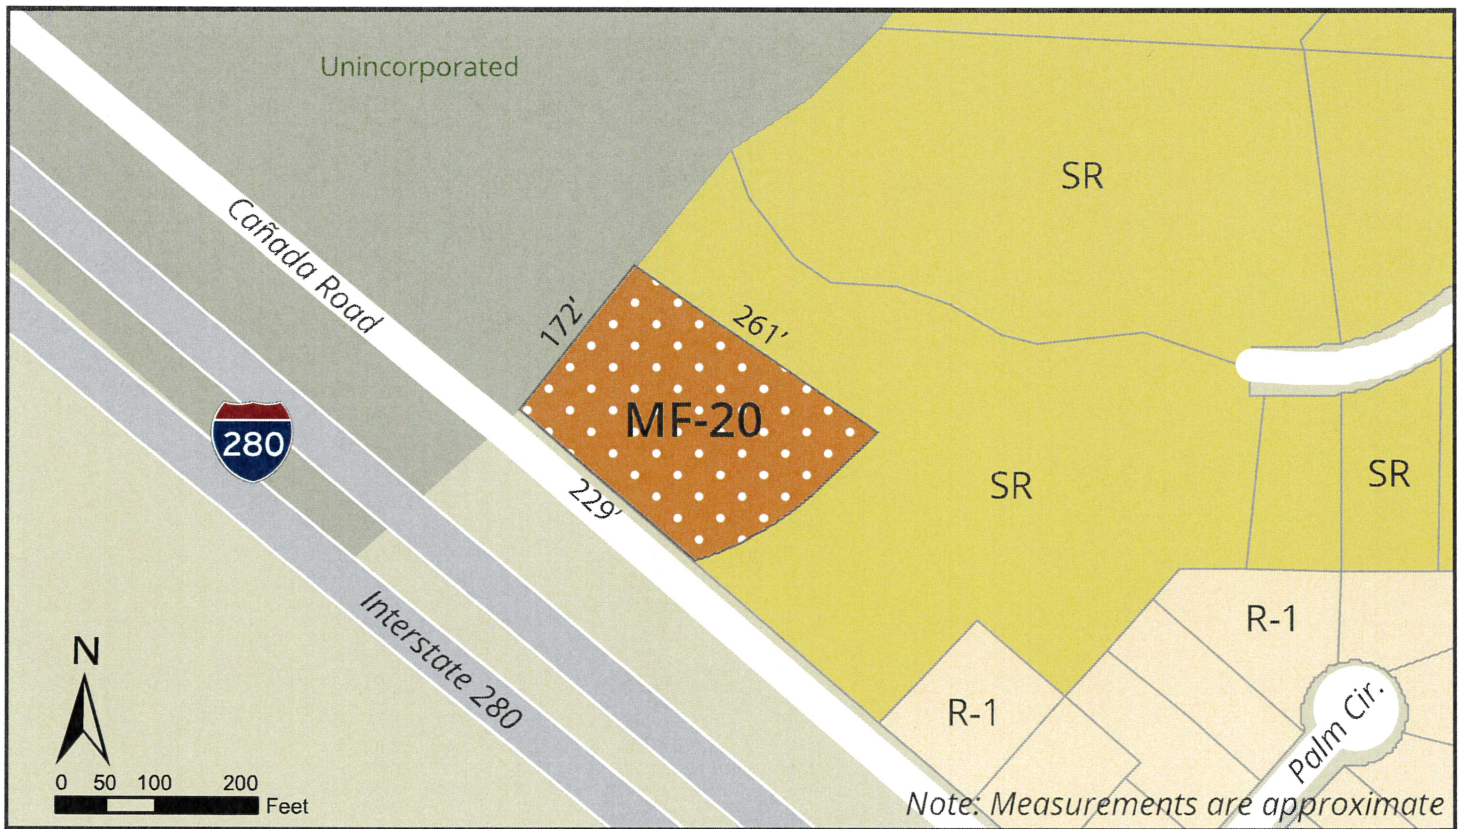 Unincorporated
SR
Cañada Road
172'
261'
MF-20
280
229'
SR
SR
Interstate 280
R-1
R-1
Palm Cir.
N
0 50 100 200
Feet
Note: Measurements are approximate